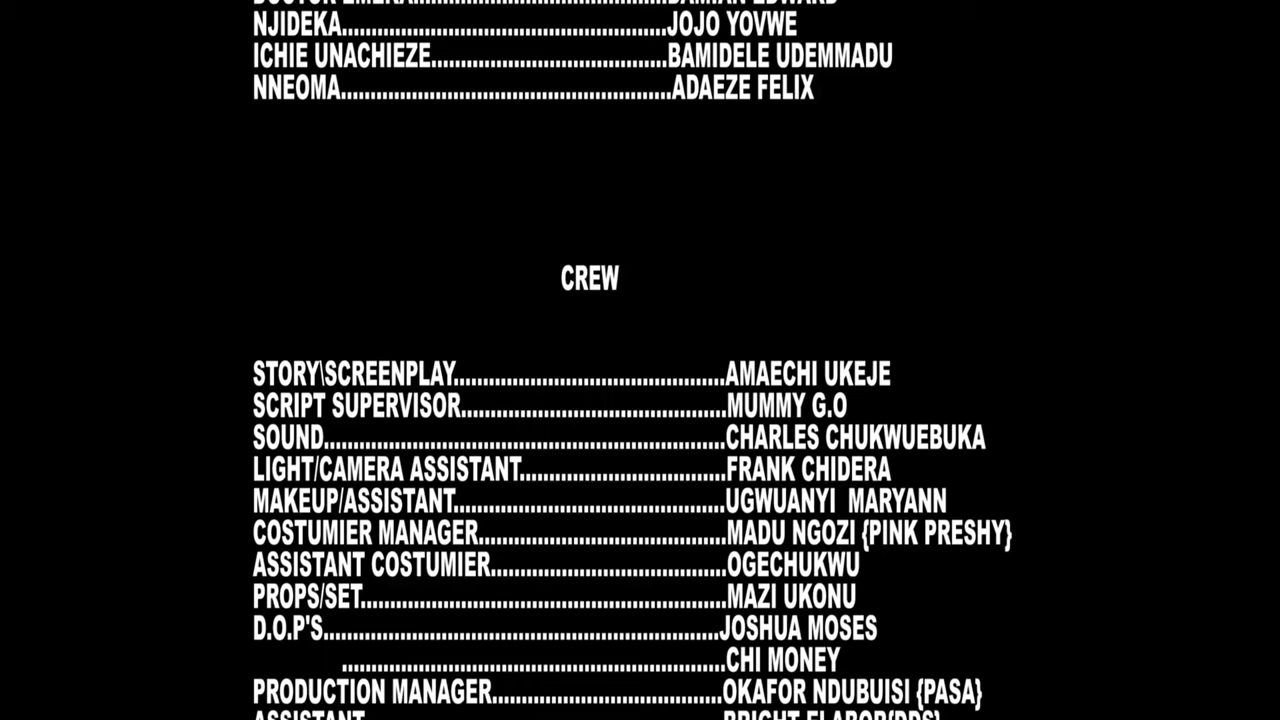 NJIDEKA........................................................JOJO YOVWE
ICHIE UNACHIEZE........................................BAMIDELE UDEMMADU
NNEOMA.........................................................ADAEZE FELIX
CREW
STORY\SCREENPLAY..............................................AMAECHI UKEJE
SCRIPT SUPERVISOR.............................................MUMMY G.O
SOUND....................................................................CHARLES CHUKWUEBUKA
LIGHT/CAMERA ASSISTANT...................................FRANK CHIDERA
MAKEUP/ASSISTANT..............................................UGWUANYI  MARYANN
COSTUMIER MANAGER..........................................MADU NGOZI {PINK PRESHY}
ASSISTANT COSTUMIER........................................OGECHUKWU
PROPS/SET..............................................................MAZI UKONU
D.O.P'S...................................................................JOSHUA MOSES
.................................................................CHI MONEY
PRODUCTION MANAGER.......................................OKAFOR NDUBUISI {PASA}
ASSISTANT